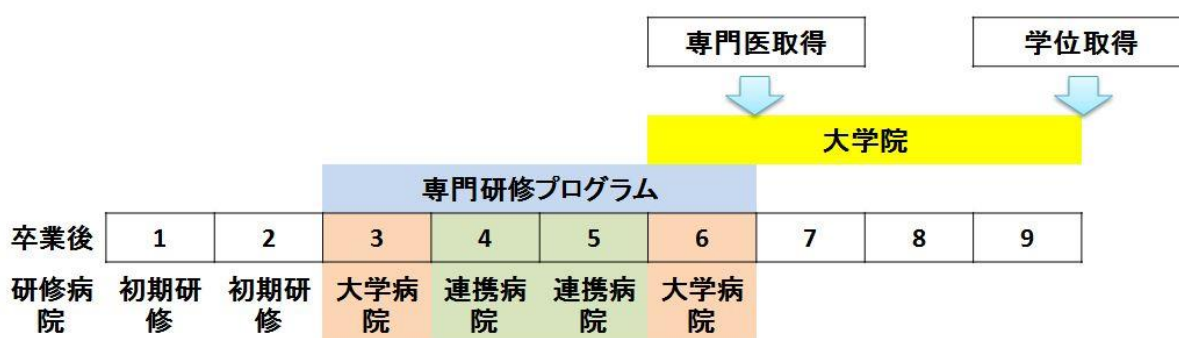 専門医取得 学位取得
大学院
専門研修プログラム
卒業後 1 2 3 4 5 6 7 8 9
研修病 初期研 初期研 大学病 連携病 連携病 大学病
院 修 修 院 院 院 院